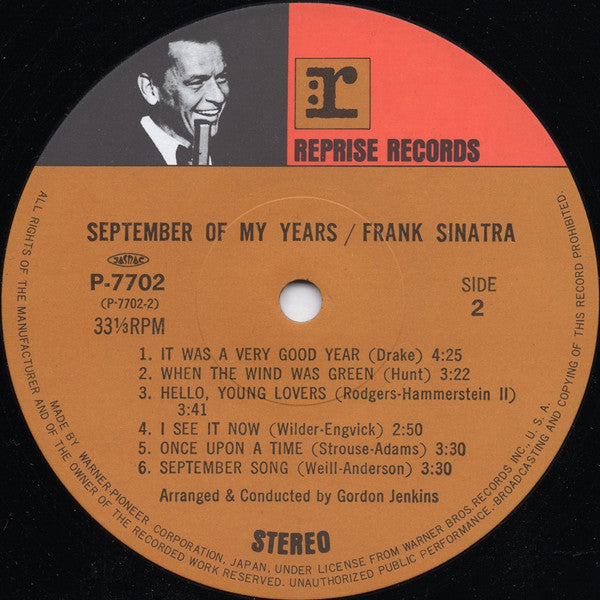 :r
REPRISE RECORDS
SEPTEMBER OF MY YEARS / FRANK SINATRA
JASRAC
P-7702
(P-7702-2)
33⅓RPM
SIDE
2
1. IT WAS A VERY GOOD YEAR (Drake) 4:25
2. WHEN THE WIND WAS GREEN (Hunt) 3:22
3. HELLO, YOUNG LOVERS (Rodgers-Hammerstein II)
3:41
4. I SEE IT NOW (Wilder-Engvick) 2:50
5. ONCE UPON A TIME (Strouse-Adams) 3:30
6. SEPTEMBER SONG (Weill-Anderson) 3:30
Arranged & Conducted by Gordon Jenkins
STEREO
MADE BY WARNER-PIONEER CORPORATION, JAPAN, UNDER LICENSE FROM WARNER BROS. RECORDS INC., U.S.A.
ALL RIGHTS OF THE MANUFACTURER AND OF THE OWNER OF THE RECORDED WORK RESERVED. UNAUTHORIZED PUBLIC PERFORMANCE, BROADCASTING AND COPYING OF THIS RECORD PROHIBITED.